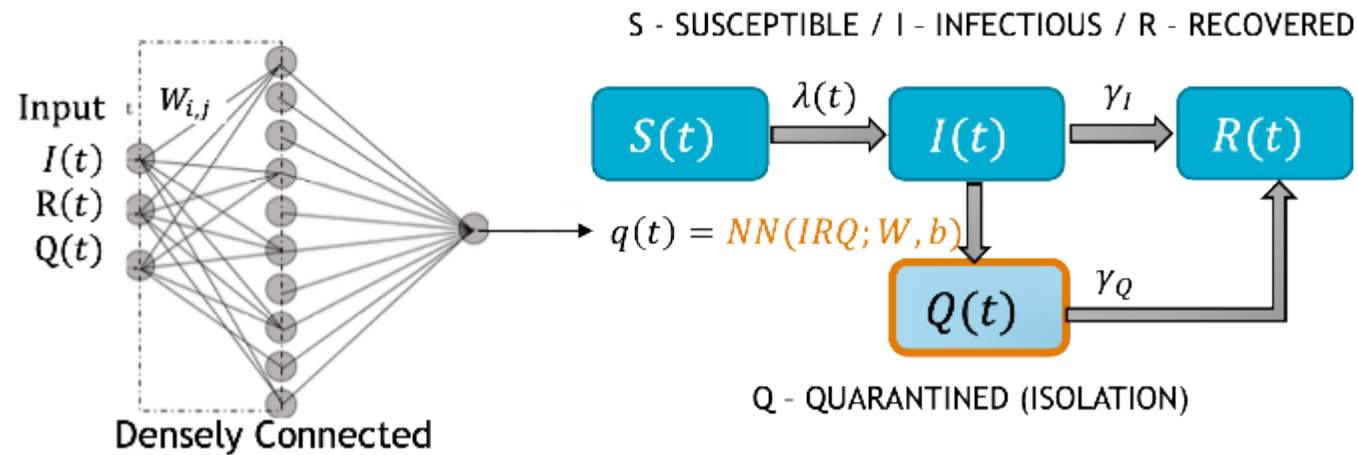 S - SUSCEPTIBLE / I - INFECTIOUS / R - RECOVERED
Input
W_{i,j}
I(t)
R(t)
Q(t)
Densely Connected
S(t)
λ(t)
I(t)
γ_I
R(t)
q(t) = NN(IRQ; W, b)
Q(t)
γ_Q
Q - QUARANTINED (ISOLATION)